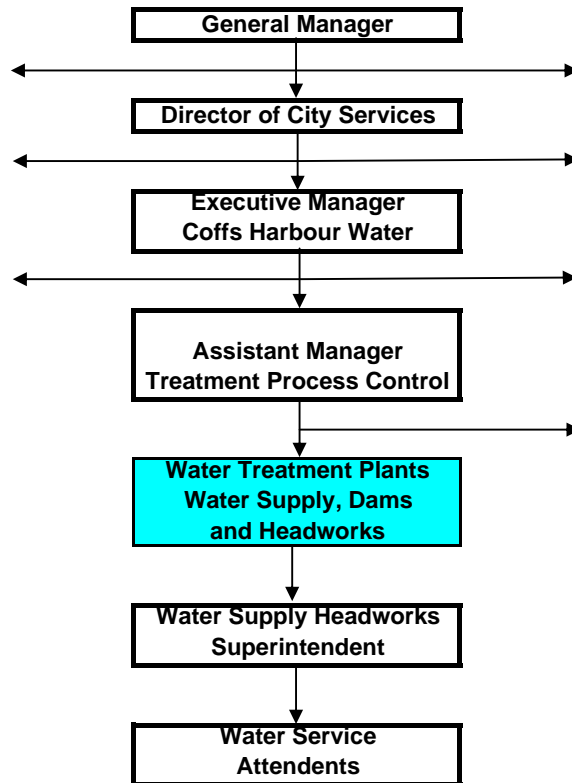 General Manager
Director of City Services
Executive Manager
Coffs Harbour Water
Assistant Manager
Treatment Process Control
Water Treatment Plants
Water Supply, Dams
and Headworks
Water Supply Headworks
Superintendent
Water Service
Attendents